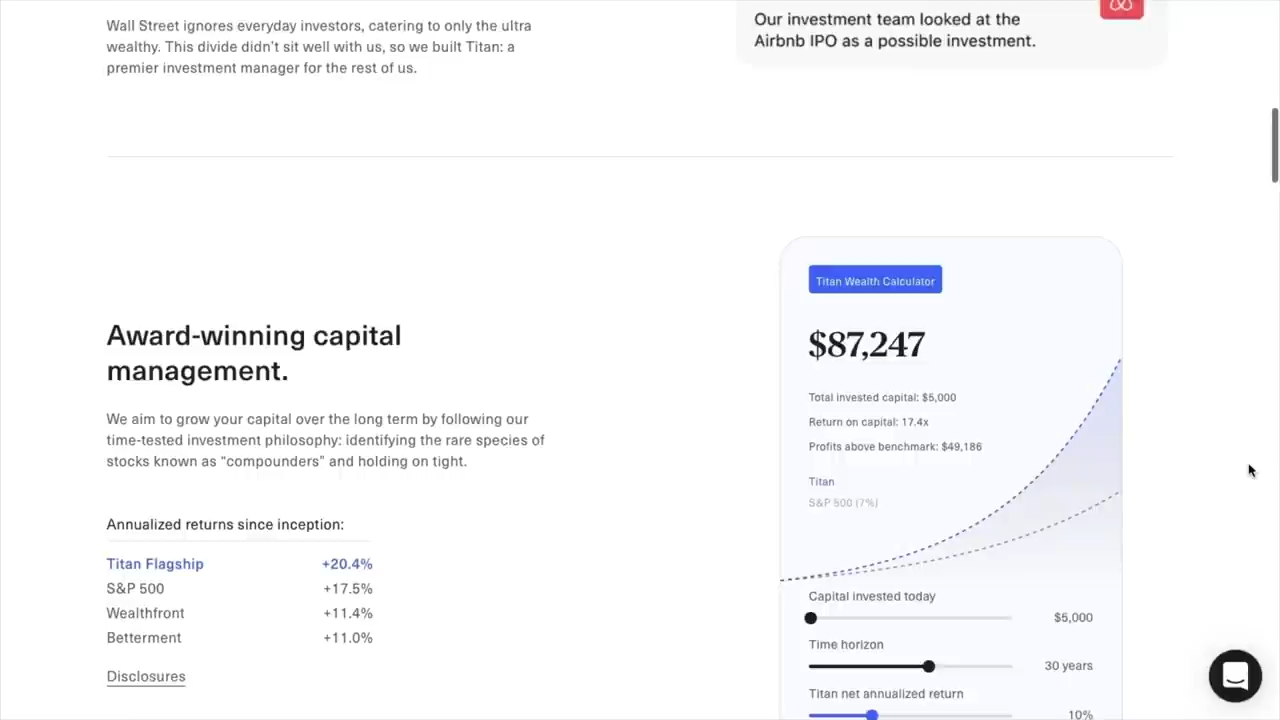 Wall Street ignores everyday investors, catering to only the ultra
wealthy. This divide didn't sit well with us, so we built Titan: a
premier investment manager for the rest of us.
Our investment team looked at the
Airbnb IPO as a possible investment.
Award-winning capital
management.
We aim to grow your capital over the long term by following our
time-tested investment philosophy: identifying the rare species of
stocks known as “compounders” and holding on tight.
Annualized returns since inception:
Titan Flagship +20.4%
S&P 500 +17.5%
Wealthfront +11.4%
Betterment +11.0%
Disclosures
Titan Wealth Calculator
$87,247
Total invested capital: $5,000
Return on capital: 17.4x
Profits above benchmark: $49,186
Titan
S&P 500 (7%)
Capital invested today
$5,000
Time horizon
30 years
Titan net annualized return
10%